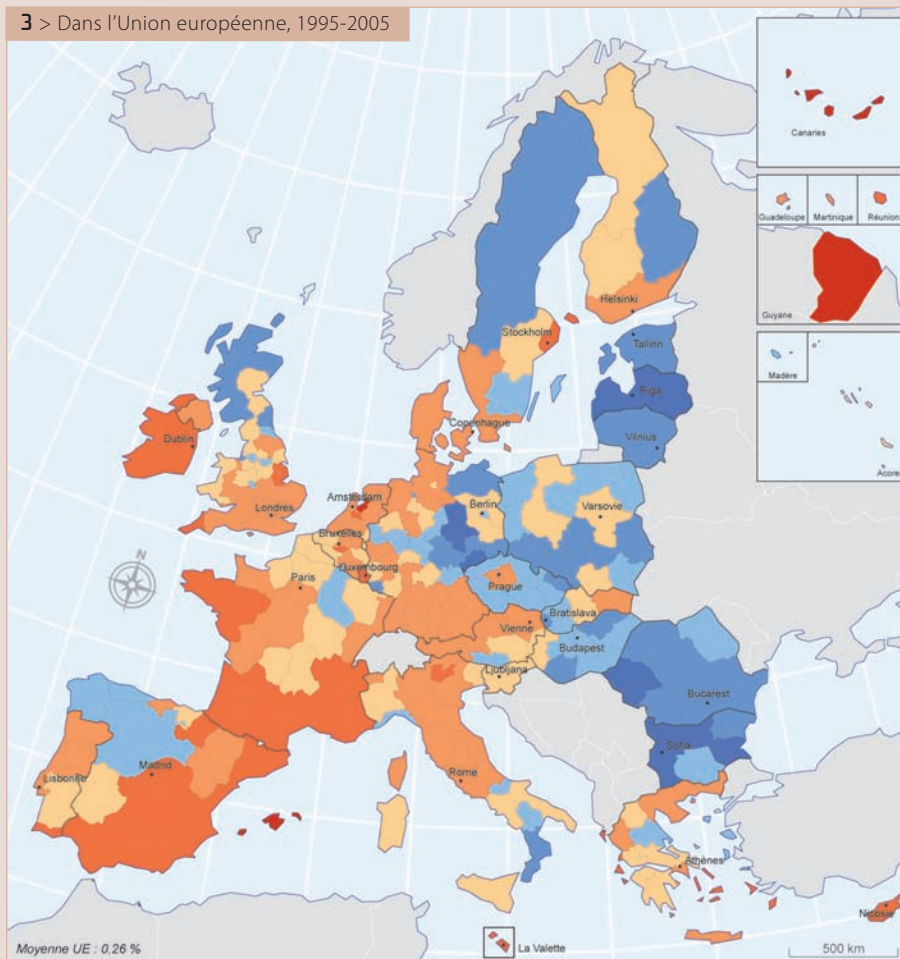 3 > Dans l'Union européenne, 1995-2005
Canaries
Guadeloupe
Martinique
Réunion
Guyane
Madère
Acores
Helsinki
Stockholm
Tallinn
Riga
Copenhague
Vilnius
Dublin
Londres
Amsterdam
Berlin
Varsovie
Bruxelles
Luxembourg
N
Paris
Prague
Vienne
Bratislava
Budapest
Ljubjana
Bucarest
Sofia
Madrid
Lisbonne
Rome
Athènes
Nicosie
La Valette
Moyenne UE : 0,26 %
500 km